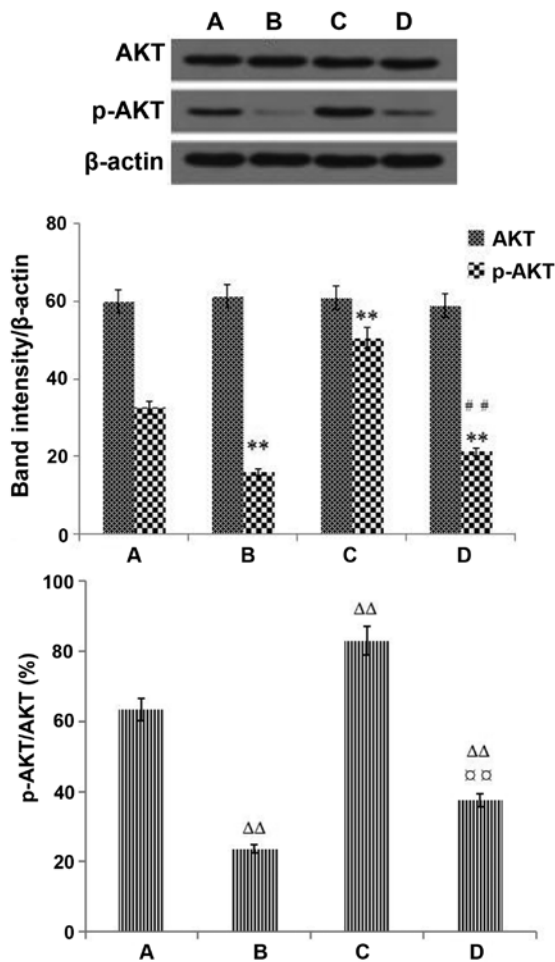 A B C D
AKT
p-AKT
β-actin
Band intensity/β-actin
80
60
40
20
0
AKT
p-AKT
**
**
# #
**
A B C D
p-AKT/AKT (%)
100
80
60
40
20
0
ΔΔ
ΔΔ
ΔΔ
¤ ¤
A B C D